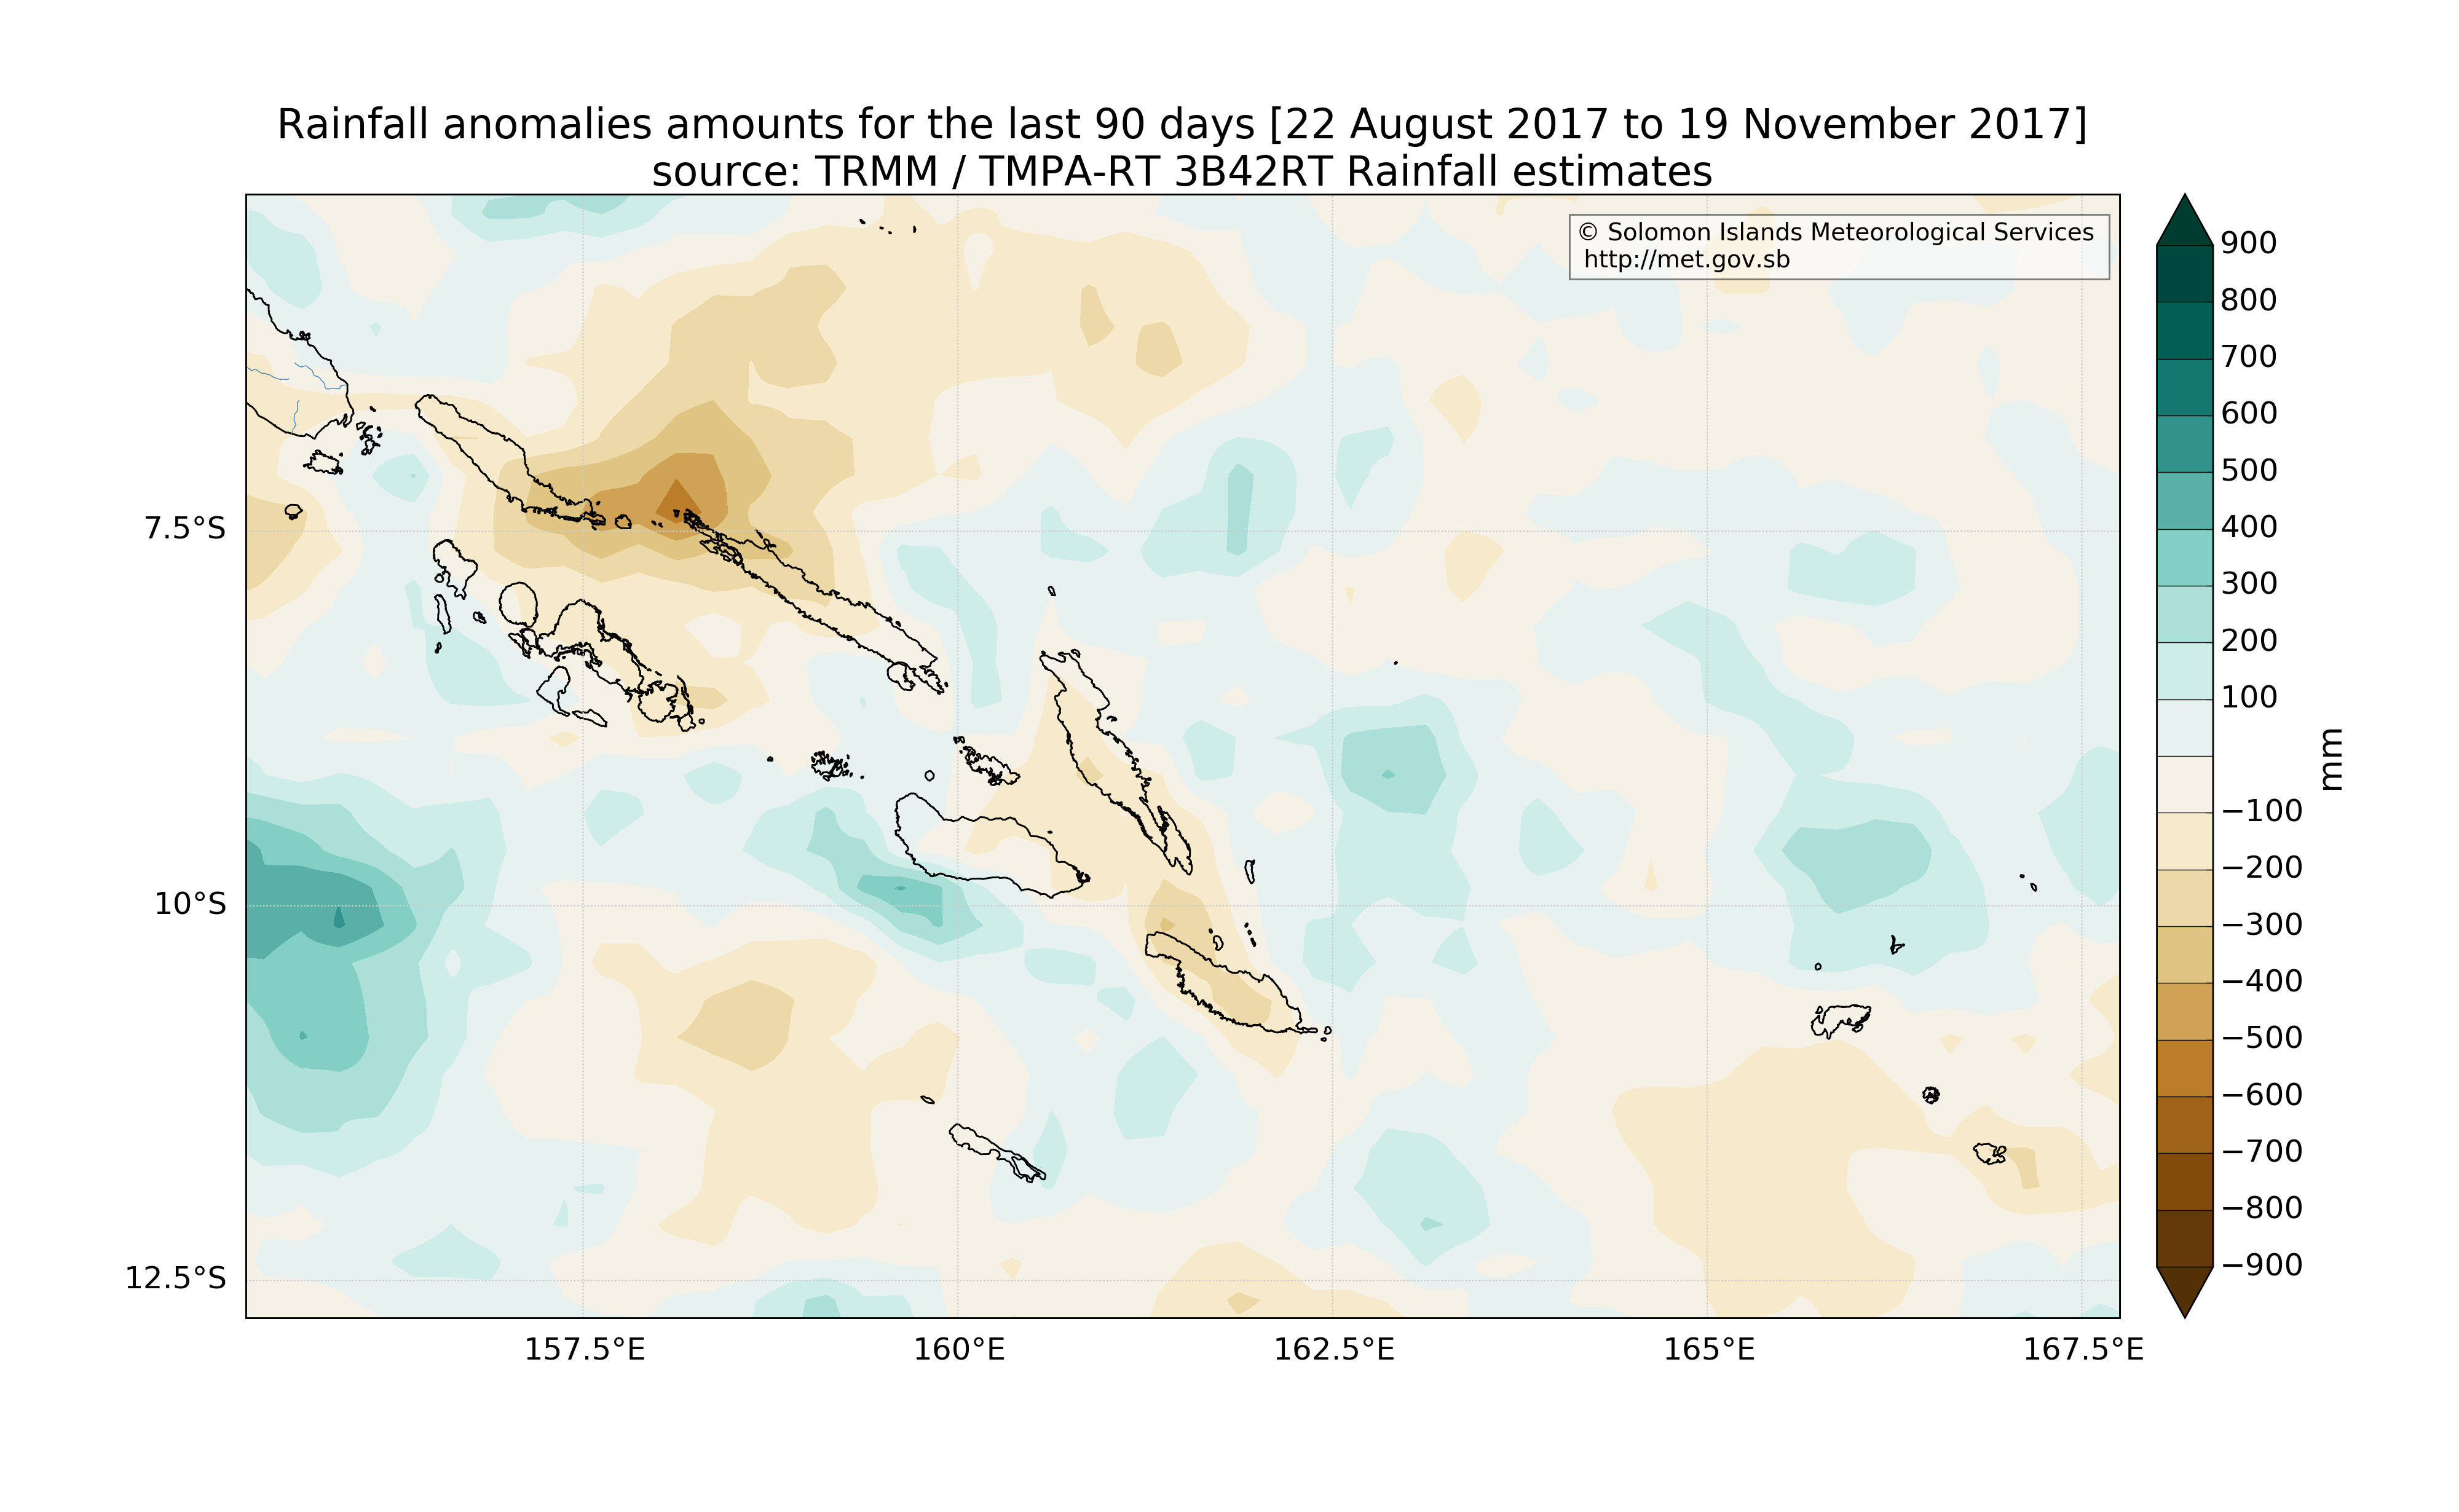 Rainfall anomalies amounts for the last 90 days [22 August 2017 to 19 November 2017]
source: TRMM / TMPA-RT 3B42RT Rainfall estimates
© Solomon Islands Meteorological Services
http://met.gov.sb
7.5°S
10°S
12.5°S
157.5°E
160°E
162.5°E
165°E
167.5°E
900
800
700
600
500
400
300
200
100
−100
−200
−300
−400
−500
−600
−700
−800
−900
mm